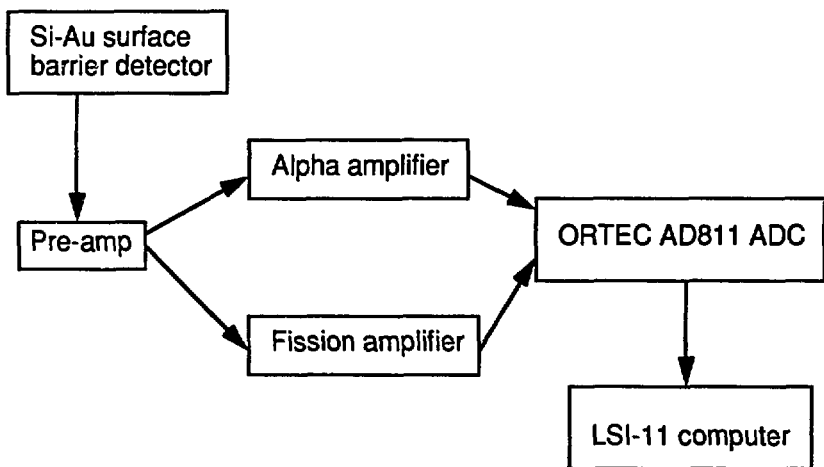 Si-Au surface
barrier detector
Alpha amplifier
Pre-amp
ORTEC AD811 ADC
Fission amplifier
LSI-11 computer